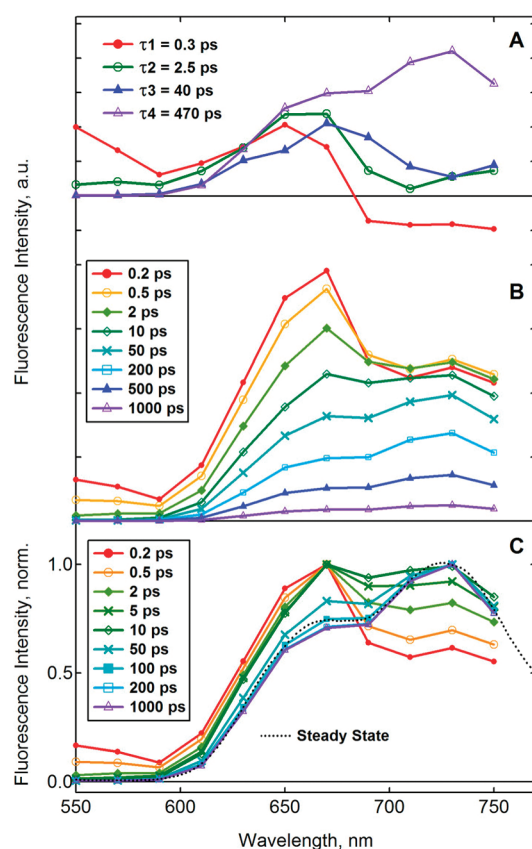 A
τ1 = 0.3 ps
τ2 = 2.5 ps
τ3 = 40 ps
τ4 = 470 ps
Fluorescence Intensity, a.u.
B
0.2 ps
0.5 ps
2 ps
10 ps
50 ps
200 ps
500 ps
1000 ps
C
0.2 ps
0.5 ps
2 ps
5 ps
10 ps
50 ps
100 ps
200 ps
1000 ps
Steady State
Fluorescence Intensity, norm.
1.0
0.5
0.0
550 600 650 700 750
Wavelength, nm